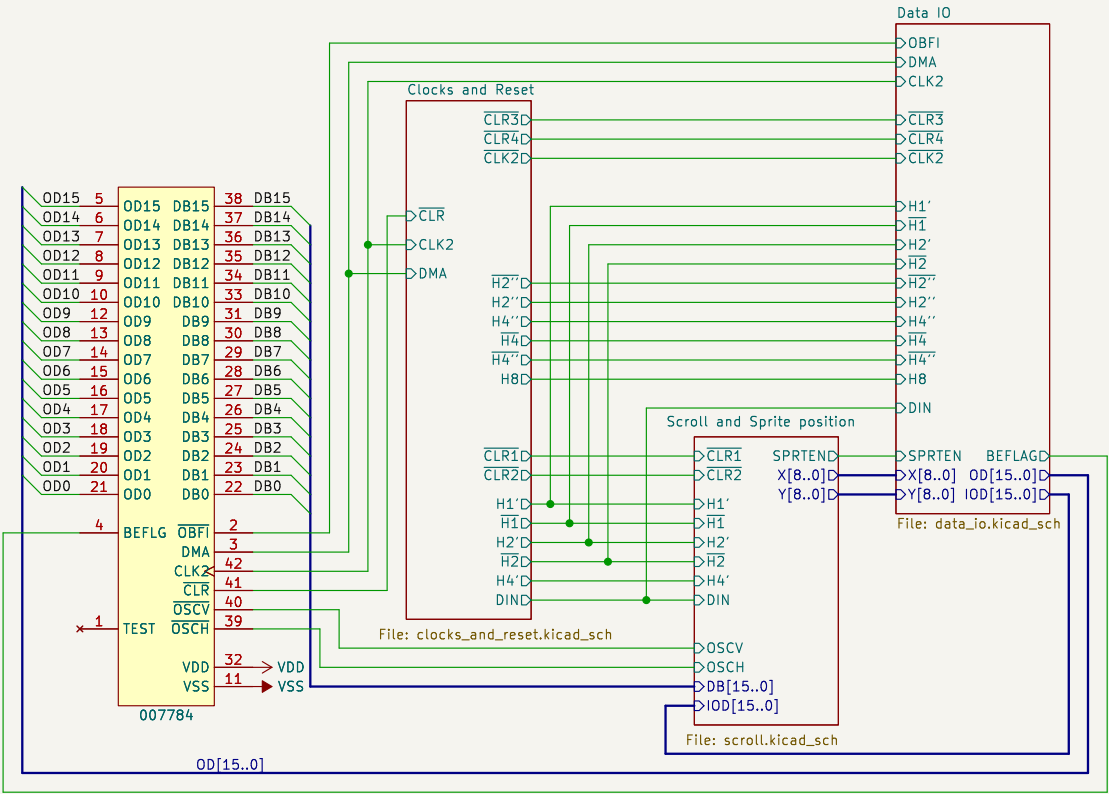 Data IO
OBFI
DMA
CLK2
CLR3
CLR4
CLK2
H1'
H1
H2'
H2
H2''
H2''
H4''
H4
H4''
H8
DIN
SPRTEN
X[8..0]
Y[8..0]
BEFLAG
OD[15..0]
IOD[15..0]
File: data_io.kicad_sch
Clocks and Reset
CLR3
CLR4
CLK2
CLR
CLK2
DMA
H2''
H2''
H4''
H4
H4''
H8
CLR1
CLR2
H1'
H1
H2'
H2
H4'
DIN
File: clocks_and_reset.kicad_sch
Scroll and Sprite position
CLR1
CLR2
H1'
H1
H2'
H2
H4'
DIN
OSCV
OSCH
DB[15..0]
IOD[15..0]
SPRTEN
X[8..0]
Y[8..0]
File: scroll.kicad_sch
OD15 5 OD15 DB15 38 DB15
OD14 6 OD14 DB14 37 DB14
OD13 7 OD13 DB13 36 DB13
OD12 8 OD12 DB12 35 DB12
OD11 9 OD11 DB11 34 DB11
OD10 10 OD10 DB10 33 DB10
OD9 12 OD9 DB9 31 DB9
OD8 13 OD8 DB8 30 DB8
OD7 14 OD7 DB7 29 DB7
OD6 15 OD6 DB6 28 DB6
OD5 16 OD5 DB5 27 DB5
OD4 17 OD4 DB4 26 DB4
OD3 18 OD3 DB3 25 DB3
OD2 19 OD2 DB2 24 DB2
OD1 20 OD1 DB1 23 DB1
OD0 21 OD0 DB0 22 DB0
4 BEFLG OBFI 2
DMA 3
CLK2 42
CLR 41
OSCV 40
1 TEST OSCH 39
VDD 32 VDD
VSS 11 VSS
007784
OD[15..0]